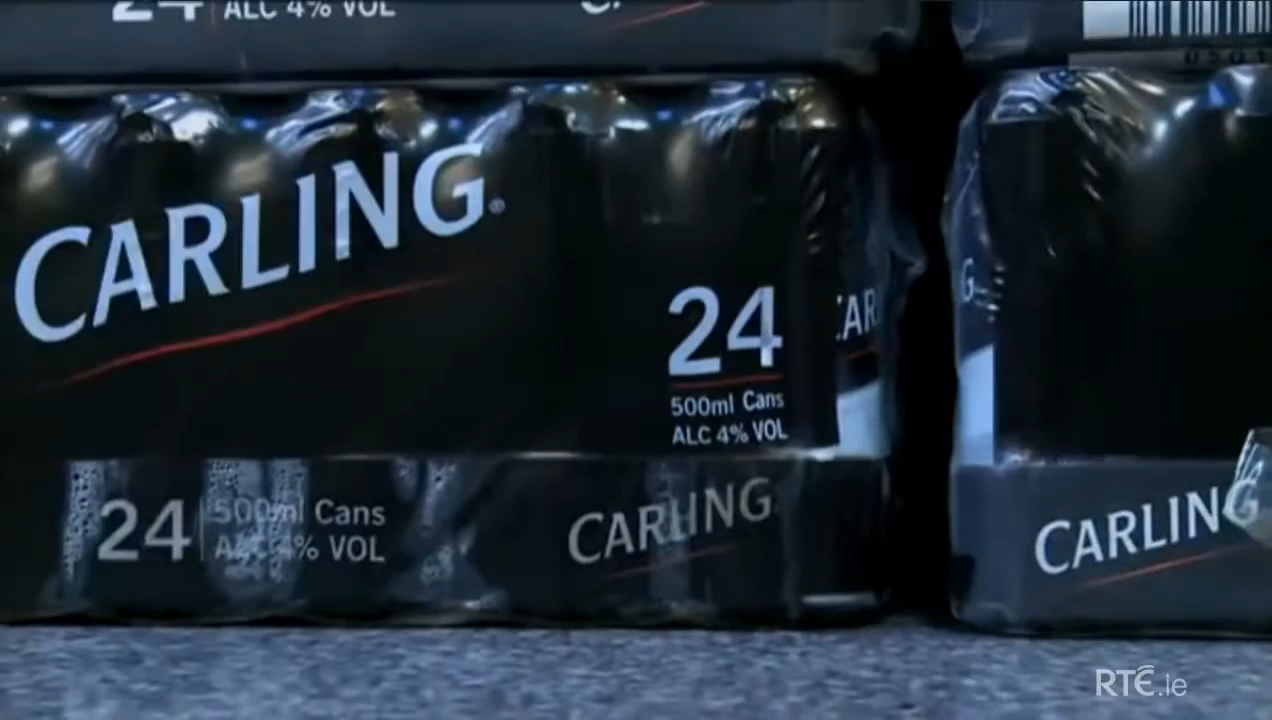 24
ALC 4% VOL
0501
CARLING®
24
500ml Cans
ALC 4% VOL
CAR
G
24
500ml Cans
ALC 4% VOL
CARLING
CARLING
RTÉ.ie